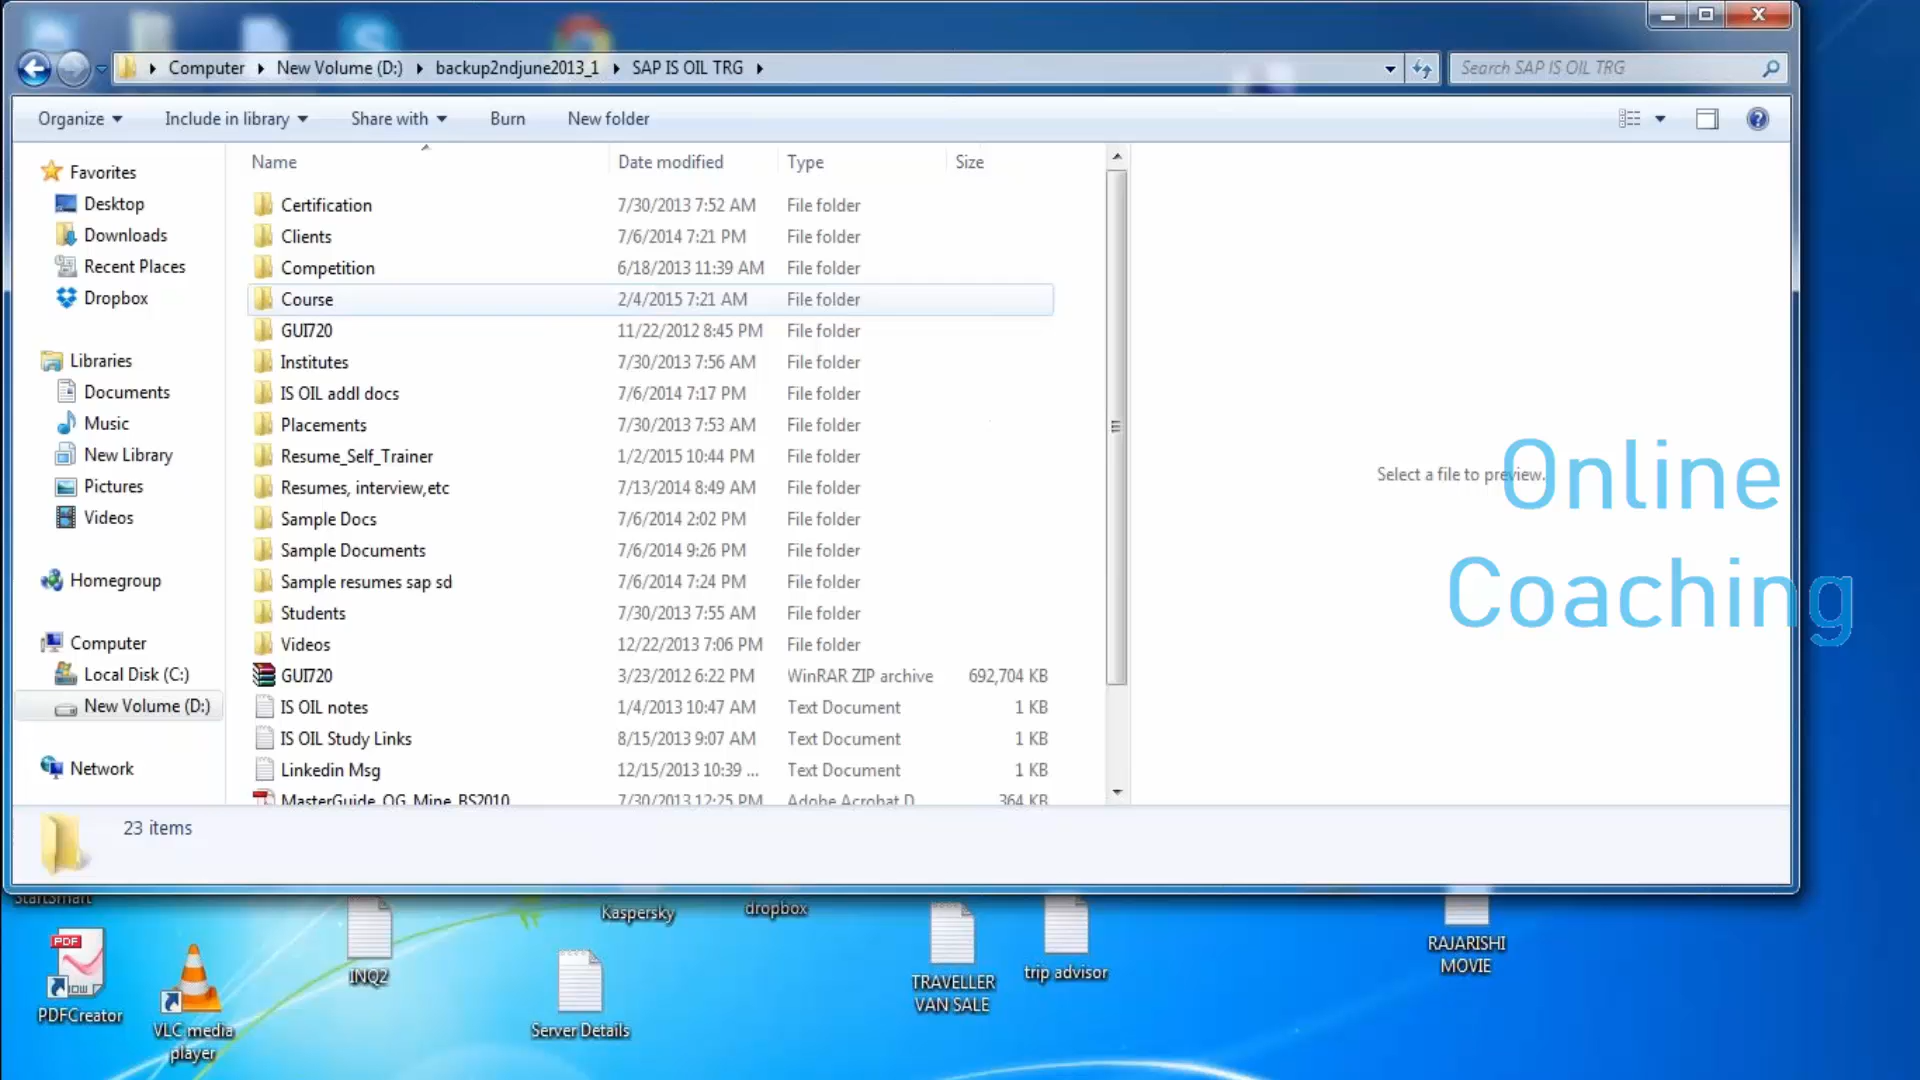 Computer New Volume (D:) backup2ndjune2013_1 SAP IS OIL TRG
Search SAP IS OIL TRG
Organize Include in library Share with Burn New folder
Name Date modified Type Size
Favorites
Desktop
Downloads
Recent Places
Dropbox
Libraries
Documents
Music
New Library
Pictures
Videos
Homegroup
Computer
Local Disk (C:)
New Volume (D:)
Network
Certification 7/30/2013 7:52 AM File folder
Clients 7/6/2014 7:21 PM File folder
Competition 6/18/2013 11:39 AM File folder
Course 2/4/2015 7:21 AM File folder
GUI720 11/22/2012 8:45 PM File folder
Institutes 7/30/2013 7:56 AM File folder
IS OIL addl docs 7/6/2014 7:17 PM File folder
Placements 7/30/2013 7:53 AM File folder
Resume_Self_Trainer 1/2/2015 10:44 PM File folder
Resumes, interview,etc 7/13/2014 8:49 AM File folder
Sample Docs 7/6/2014 2:02 PM File folder
Sample Documents 7/6/2014 9:26 PM File folder
Sample resumes sap sd 7/6/2014 7:24 PM File folder
Students 7/30/2013 7:55 AM File folder
Videos 12/22/2013 7:06 PM File folder
GUI720 3/23/2012 6:22 PM WinRAR ZIP archive 692,704 KB
IS OIL notes 1/4/2013 10:47 AM Text Document 1 KB
IS OIL Study Links 8/15/2013 9:07 AM Text Document 1 KB
Linkedin Msg 12/15/2013 10:39 ... Text Document 1 KB
MasterGuide_OG_Mine_BS2010 7/30/2013 12:25 PM Adobe Acrobat D 364 KB
Select a file to preview.
Online
Coaching
23 items
StartSmart
PDF
PDFCreator
VLC media
player
INQ2
Kaspersky
Server Details
dropbox
TRAVELLER
VAN SALE
trip advisor
RAJARISHI
MOVIE